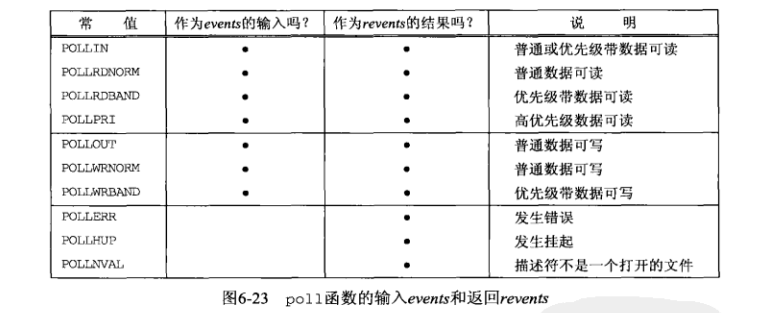 常 值 作为events的输入吗？ 作为revents的结果吗？ 说 明
POLLIN • • 普通或优先级带数据可读
POLLRDNORM • • 普通数据可读
POLLRDBAND • • 优先级带数据可读
POLLPRI • • 高优先级数据可读
POLLOUT • • 普通数据可写
POLLWRNORM • • 普通数据可写
POLLWRBAND • • 优先级带数据可写
POLLERR • 发生错误
POLLHUP • 发生挂起
POLLNVAL • 描述符不是一个打开的文件
图6-23 poll函数的输入events和返回revents